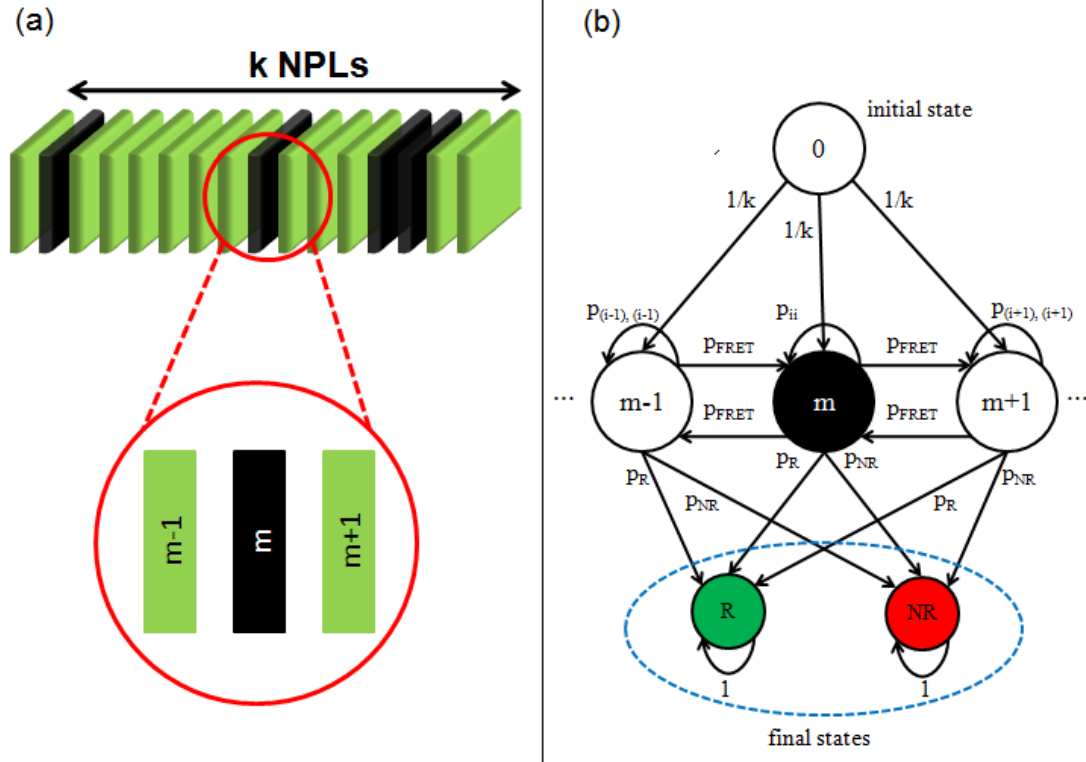 (a)
k NPLs
m-1
m
m+1
(b)
initial state
0
1/k
1/k
1/k
p(i-1), (i-1)
pii
p(i+1), (i+1)
pFRET
pFRET
...
m-1
m
m+1
...
pFRET
pFRET
pR
pNR
pR
pNR
pR
pNR
R
NR
1
1
final states